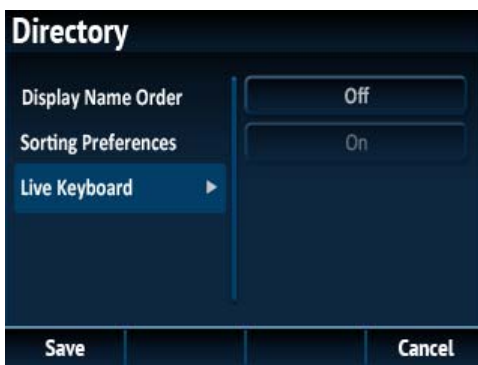 Directory
Display Name Order
Off
Sorting Preferences
On
Live Keyboard
Save
Cancel